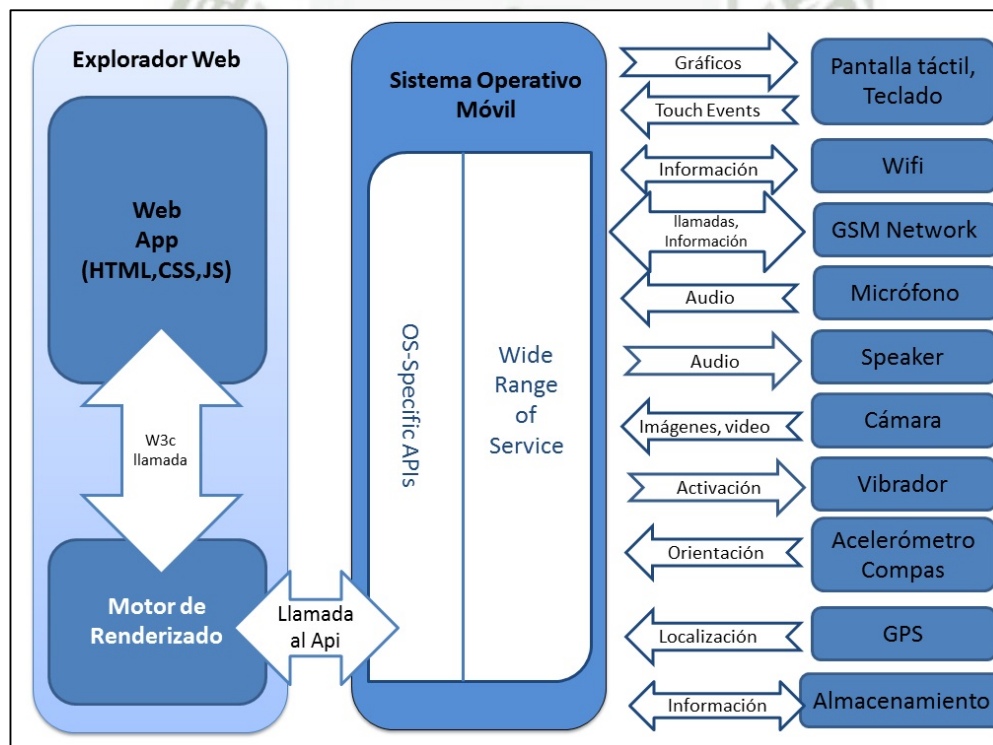 Explorador Web
Web
App
(HTML,CSS,JS)
W3c
llamada
Motor de
Renderizado
Llamada
al Api
Sistema Operativo
Móvil
OS-Specific APIs
Wide
Range
of
Service
Gráficos
Touch Events
Pantalla táctil,
Teclado
Información
Wifi
llamadas,
Información
GSM Network
Audio
Micrófono
Audio
Speaker
Imágenes, video
Cámara
Activación
Vibrador
Orientación
Acelerómetro
Compas
Localización
GPS
Información
Almacenamiento